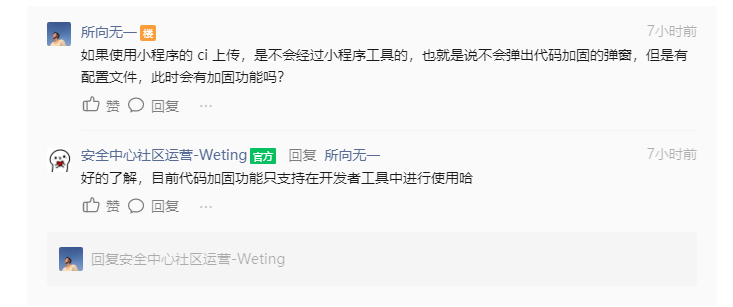 所向无一 楼 7小时前
如果使用小程序的 ci 上传，是不会经过小程序工具的，也就是说不会弹出代码加固的弹窗，但是有
配置文件，此时会有加固功能吗?
赞 回复 ···
安全中心社区运营-Weting 官方 回复 所向无一 7小时前
好的了解，目前代码加固功能只支持在开发者工具中进行使用哈
赞 回复 ···
回复安全中心社区运营-Weting